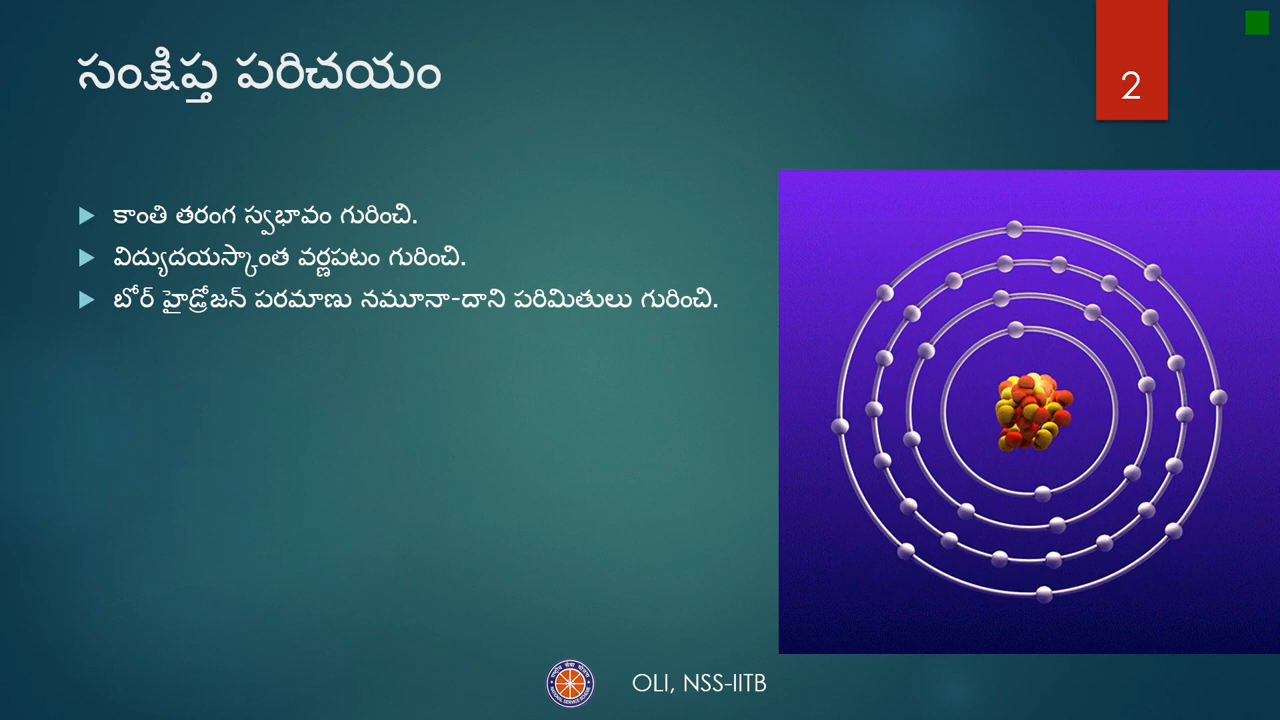 సంక్షిప్త పరిచయం
2
కాంతి తరంగ స్వభావం గురించి.
విద్యుదయస్కాంత వర్ణపటం గురించి.
బోర్ హైడ్రోజన్ పరమాణు నమూనా-దాని పరిమితులు గురించి.
OLI, NSS-IITB